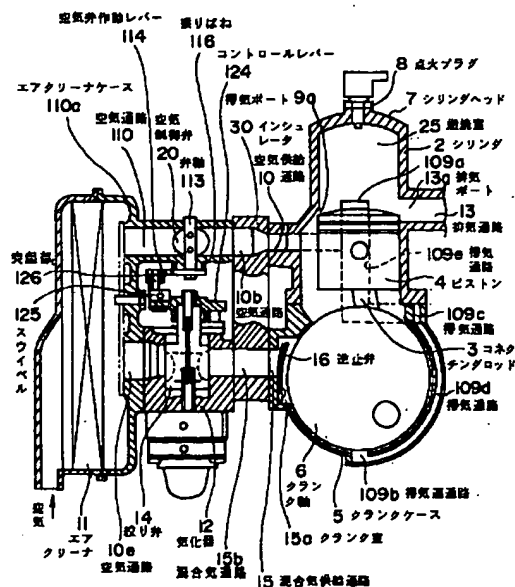 空気弁作動レバー
114
張りばね
116
コントロールレバー
124
エアクリーナケース
110a
空気通路
110
空気制御弁
20
弁軸
113
掃気ポート
9a
30 インシュレータ
空気供給通路
10
8 点火プラグ
7 シリンダヘッド
25 燃焼室
2 シリンダ
109a
13a 排気ポート
13
排気通路
109e 掃気通路
4 ピストン
109c
掃気通路
3 コネクチングロッド
109d
掃気通路
126
125
スウイベル
10b 空気通路
16 逆止弁
6
クランク軸
109b 掃気通路
5 クランクケース
15a クランク室
15 混合気供給通路
15b
混合気通路
12
気化器
14
絞り弁
10e
空気通路
11
エアクリーナ
空気